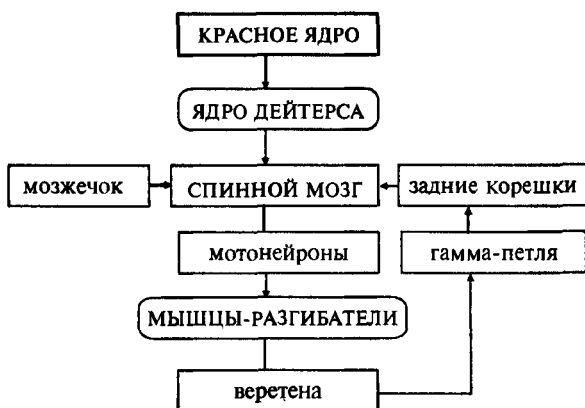 КРАСНОЕ ЯДРО
ЯДРО ДЕЙТЕРСА
мозжечок
СПИННОЙ МОЗГ
задние корешки
мотонейроны
гамма-петля
МЫШЦЫ-РАЗГИБАТЕЛИ
веретена